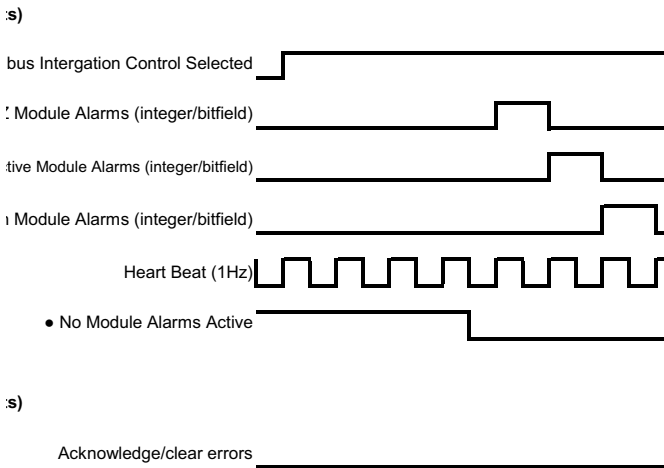 s)
bus Intergation Control Selected
Module Alarms (integer/bitfield)
tive Module Alarms (integer/bitfield)
Module Alarms (integer/bitfield)
Heart Beat (1Hz)
● No Module Alarms Active
s)
Acknowledge/clear errors